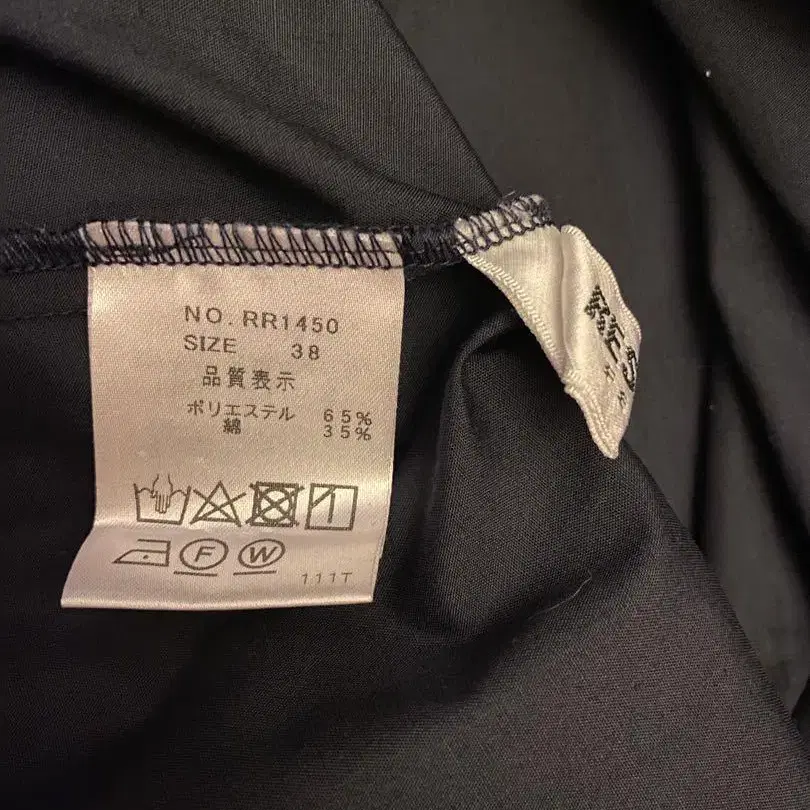 NO. RR1450
SIZE 38
品質表示
ポリエステル 65%
綿 35%
F W
111T